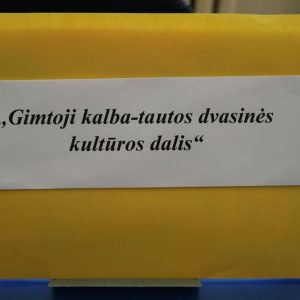 „Gimtoji kalba-tautos dvasinės
kultūros dalis“